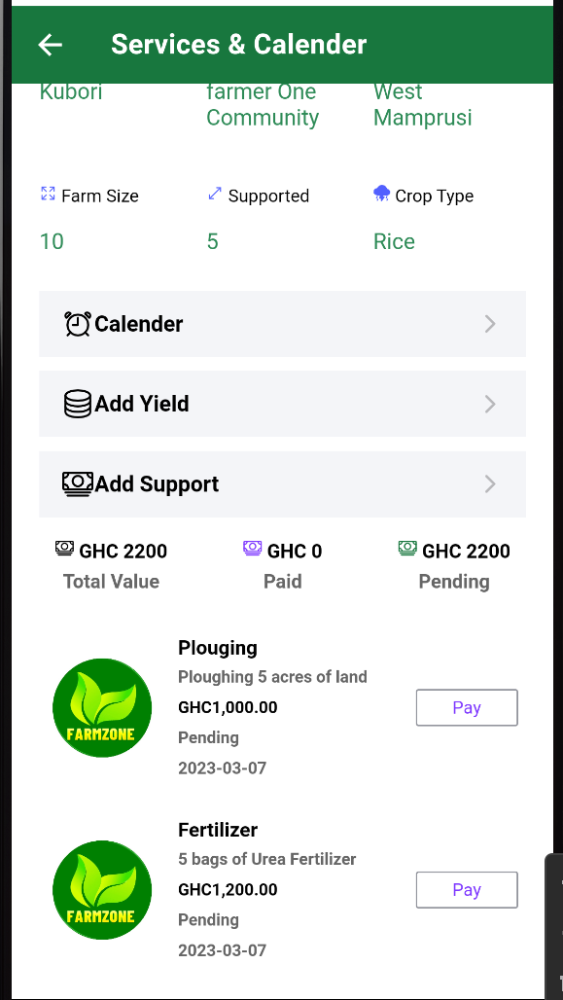 Services & Calender
Kubori
farmer One
Community
West
Mamprusi
Farm Size
Supported
Crop Type
10
5
Rice
Calender
Add Yield
Add Support
GHC 2200
GHC 0
GHC 2200
Total Value
Paid
Pending
Plouging
Ploughing 5 acres of land
GHC1,000.00
Pending
2023-03-07
FARMZONE
Pay
Fertilizer
5 bags of Urea Fertilizer
GHC1,200.00
Pending
2023-03-07
FARMZONE
Pay